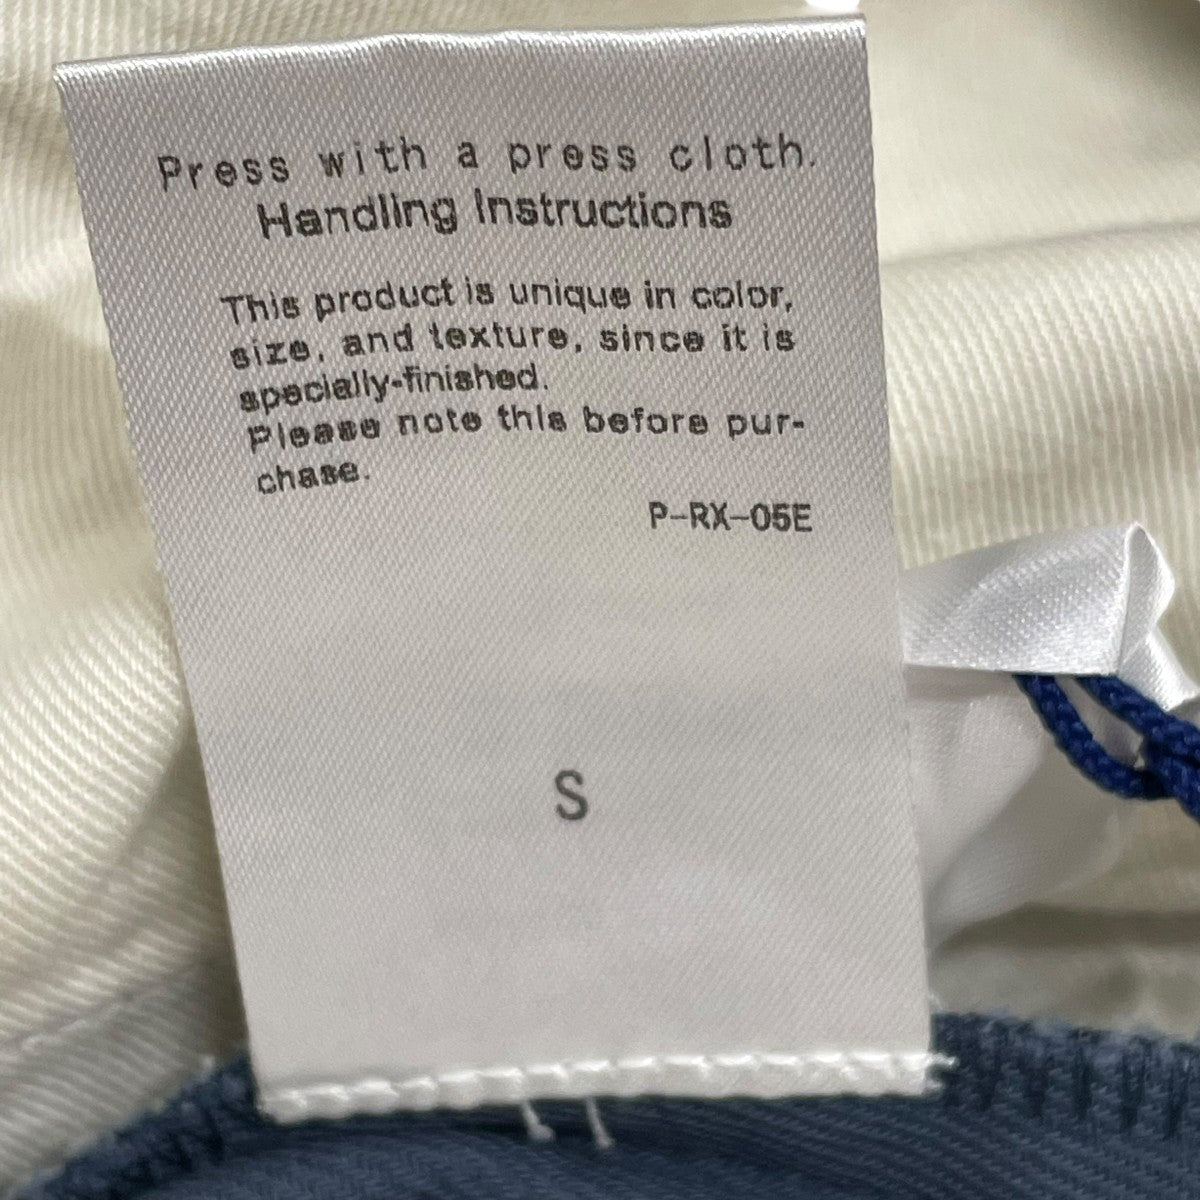 Press with a press cloth.
Handling Instructions
This product is unique in color,
size, and texture, since it is
specially-finished.
Please note this before pur-
chase.
P-RX-05E
S